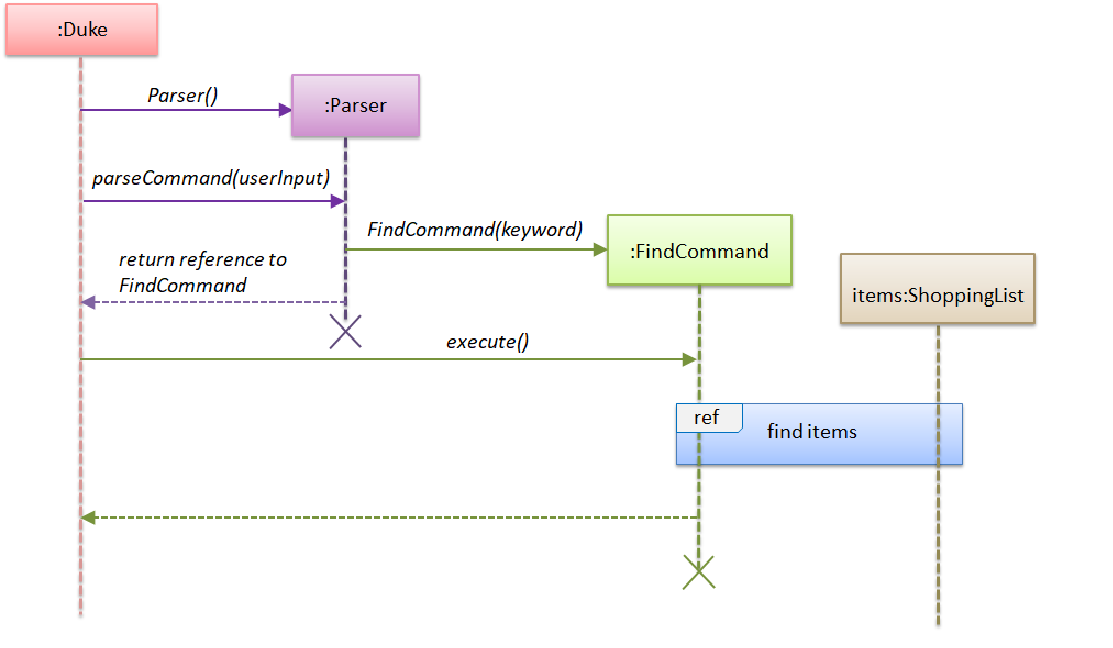 :Duke
Parser()
:Parser
parseCommand(userInput)
FindCommand(keyword)
:FindCommand
return reference to
FindCommand
items:ShoppingList
execute()
ref
find items